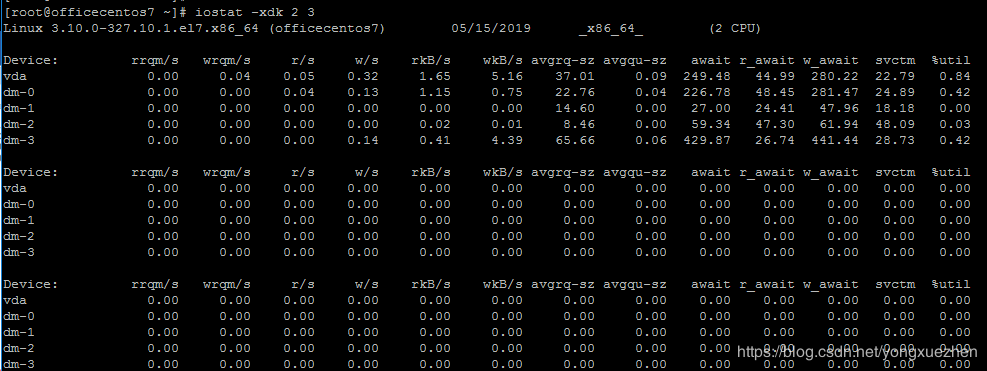 [root@officecentos7 ~]# iostat -xdk 2 3
Linux 3.10.0-327.10.1.el7.x86_64 (officecentos7) 05/15/2019 _x86_64_ (2 CPU)
Device: rrqm/s wrqm/s r/s w/s rkB/s wkB/s avgrq-sz avgqu-sz await r_await w_await svctm %util
vda 0.00 0.04 0.05 0.32 1.65 5.16 37.01 0.09 249.48 44.99 280.22 22.79 0.84
dm-0 0.00 0.00 0.04 0.13 1.15 0.75 22.76 0.04 226.78 48.45 281.47 24.89 0.42
dm-1 0.00 0.00 0.00 0.00 0.00 0.00 14.60 0.00 27.00 24.41 47.96 18.18 0.00
dm-2 0.00 0.00 0.00 0.00 0.02 0.01 8.46 0.00 59.34 47.30 61.94 48.09 0.03
dm-3 0.00 0.00 0.00 0.14 0.41 4.39 65.66 0.06 429.87 26.74 441.44 28.73 0.42
Device: rrqm/s wrqm/s r/s w/s rkB/s wkB/s avgrq-sz avgqu-sz await r_await w_await svctm %util
vda 0.00 0.00 0.00 0.00 0.00 0.00 0.00 0.00 0.00 0.00 0.00 0.00 0.00
dm-0 0.00 0.00 0.00 0.00 0.00 0.00 0.00 0.00 0.00 0.00 0.00 0.00 0.00
dm-1 0.00 0.00 0.00 0.00 0.00 0.00 0.00 0.00 0.00 0.00 0.00 0.00 0.00
dm-2 0.00 0.00 0.00 0.00 0.00 0.00 0.00 0.00 0.00 0.00 0.00 0.00 0.00
dm-3 0.00 0.00 0.00 0.00 0.00 0.00 0.00 0.00 0.00 0.00 0.00 0.00 0.00
Device: rrqm/s wrqm/s r/s w/s rkB/s wkB/s avgrq-sz avgqu-sz await r_await w_await svctm %util
vda 0.00 0.00 0.00 0.00 0.00 0.00 0.00 0.00 0.00 0.00 0.00 0.00 0.00
dm-0 0.00 0.00 0.00 0.00 0.00 0.00 0.00 0.00 0.00 0.00 0.00 0.00 0.00
dm-1 0.00 0.00 0.00 0.00 0.00 0.00 0.00 0.00 0.00 0.00 0.00 0.00 0.00
dm-2 0.00 0.00 0.00 0.00 0.00 0.00 0.00 0.00 0.00 0.00 0.00 0.00 0.00
https://blog.csdn.net/yongxuezhen
dm-3 0.00 0.00 0.00 0.00 0.00 0.00 0.00 0.00 0.00 0.00 0.00 0.00 0.00